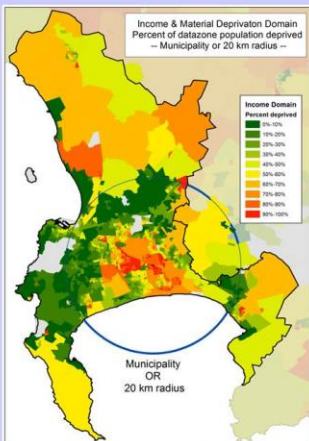 Income & Material Deprivaton Domain
Percent of datazone population deprived
-- Municipality or 20 km radius --
Income Domain
Percent deprived
0%-10%
10%-20%
20%-30%
30%-40%
40%-50%
50%-60%
60%-70%
70%-80%
80%-90%
90%-100%
Municipality
OR
20 km radius